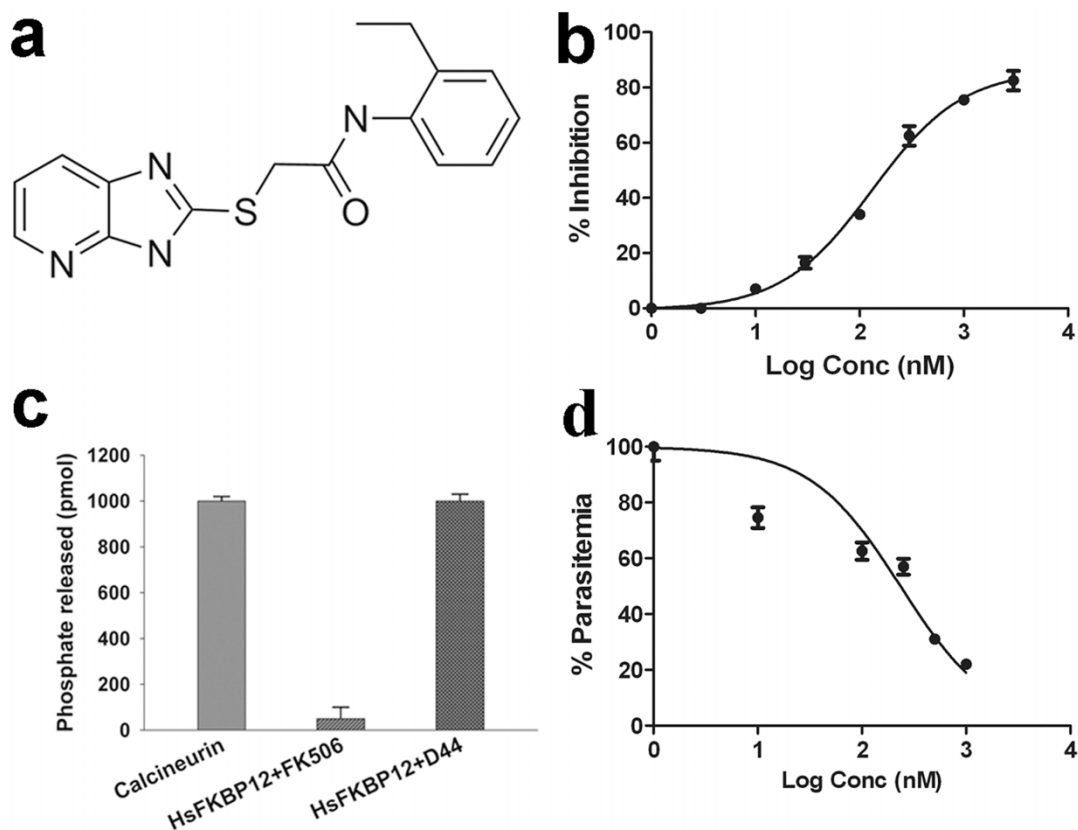 a
N
N
N
N
S
O
b
100
80
60
40
20
0
% Inhibition
0 1 2 3 4
Log Conc (nM)
c
1200
1000
800
600
400
200
0
Phosphate released (pmol)
Calcineurin
HsFKBP12+FK506
HsFKBP12+D44
d
100
80
60
40
20
0
% Parasitemia
0 1 2 3 4
Log Conc (nM)